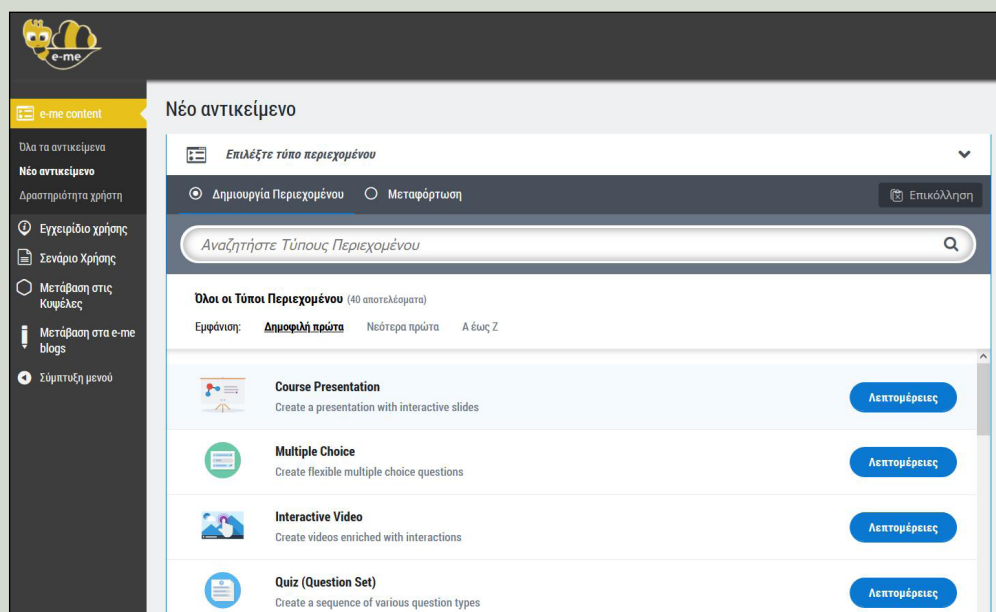 e-me
e-me content
Όλα τα αντικείμενα
Νέο αντικείμενο
Δραστηριότητα χρήστη
Εγχειρίδιο χρήσης
Σενάριο Χρήσης
Μετάβαση στις
Κυψέλες
Μετάβαση στα e-me
blogs
Σύμπτυξη μενού
Νέο αντικείμενο
Επιλέξτε τύπο περιεχομένου
Δημιουργία Περιεχομένου Μεταφόρτωση Επικόλληση
Αναζητήστε Τύπους Περιεχομένου
Όλοι οι Τύποι Περιεχομένου (40 αποτελέσματα)
Εμφάνιση: Δημοφιλή πρώτα Νεότερα πρώτα Α έως Ζ
Course Presentation
Create a presentation with interactive slides
Λεπτομέρειες
Multiple Choice
Create flexible multiple choice questions
Λεπτομέρειες
Interactive Video
Create videos enriched with interactions
Λεπτομέρειες
Quiz (Question Set)
Create a sequence of various question types
Λεπτομέρειες